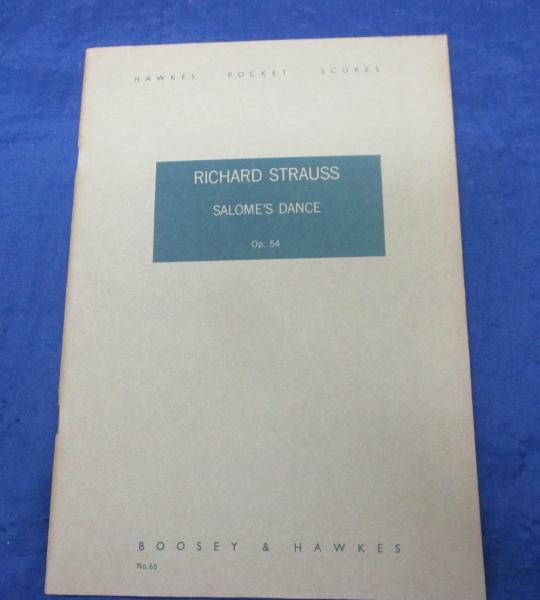 HAWKES POCKET SCORES
RICHARD STRAUSS
SALOME'S DANCE
Op. 54
BOOSEY & HAWKES
No. 65